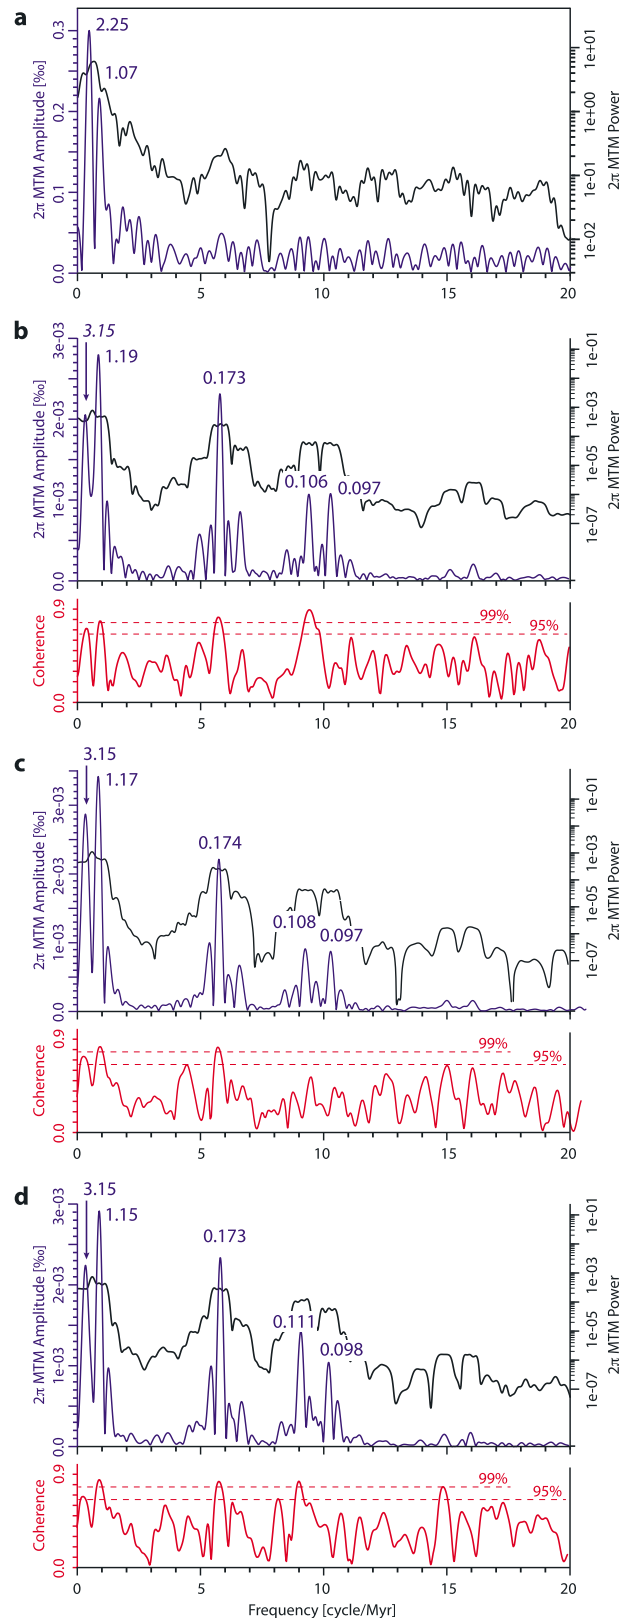 a
2.25
1.07
2π MTM Amplitude [‰]
0.3
0.2
0.1
0.0
1e+01
1e+00
1e-01
1e-02
2π MTM Power
0 5 10 15 20
b
3.15
1.19
0.173
0.106
0.097
2π MTM Amplitude [‰]
3e-03
2e-03
1e-03
0.0
1e-01
1e-03
1e-05
1e-07
2π MTM Power
Coherence
0.9
0.0
99%
95%
0 5 10 15 20
c
3.15
1.17
0.174
0.108
0.097
2π MTM Amplitude [‰]
3e-03
2e-03
1e-03
0.0
1e-01
1e-03
1e-05
1e-07
2π MTM Power
Coherence
0.9
0.0
99%
95%
0 5 10 15 20
d
3.15
1.15
0.173
0.111
0.098
2π MTM Amplitude [‰]
3e-03
2e-03
1e-03
0.0
1e-01
1e-03
1e-05
1e-07
2π MTM Power
Coherence
0.9
0.0
99%
95%
0 5 10 15 20
Frequency [cycle/Myr]